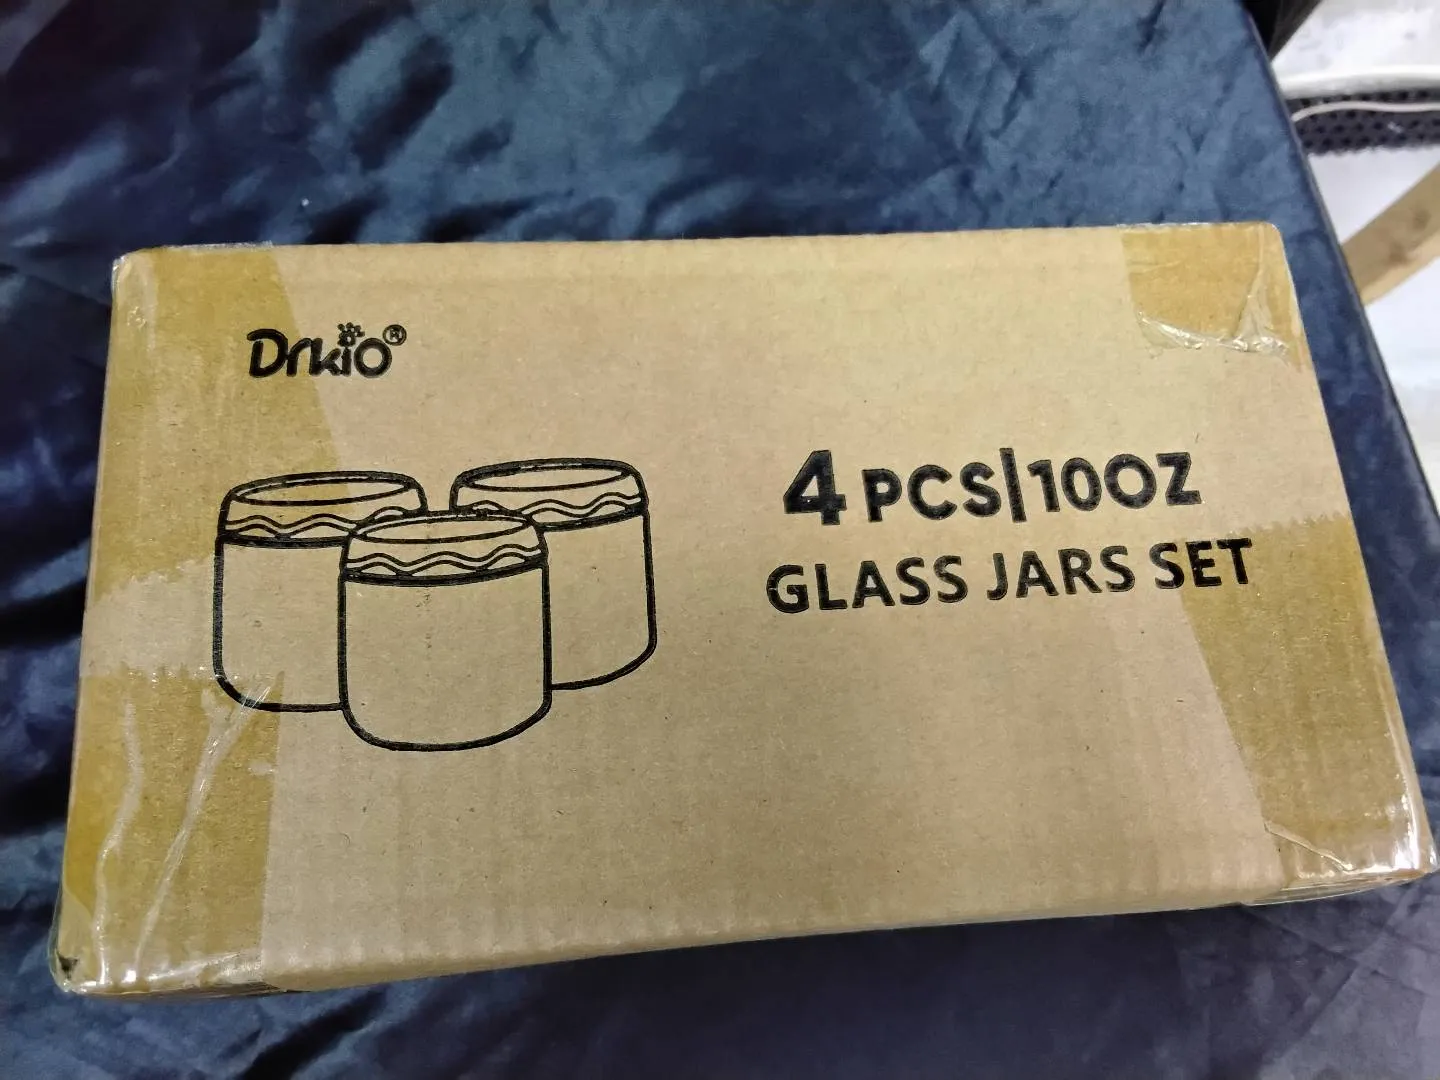 Drkio®
4 PCS|10OZ
GLASS JARS SET